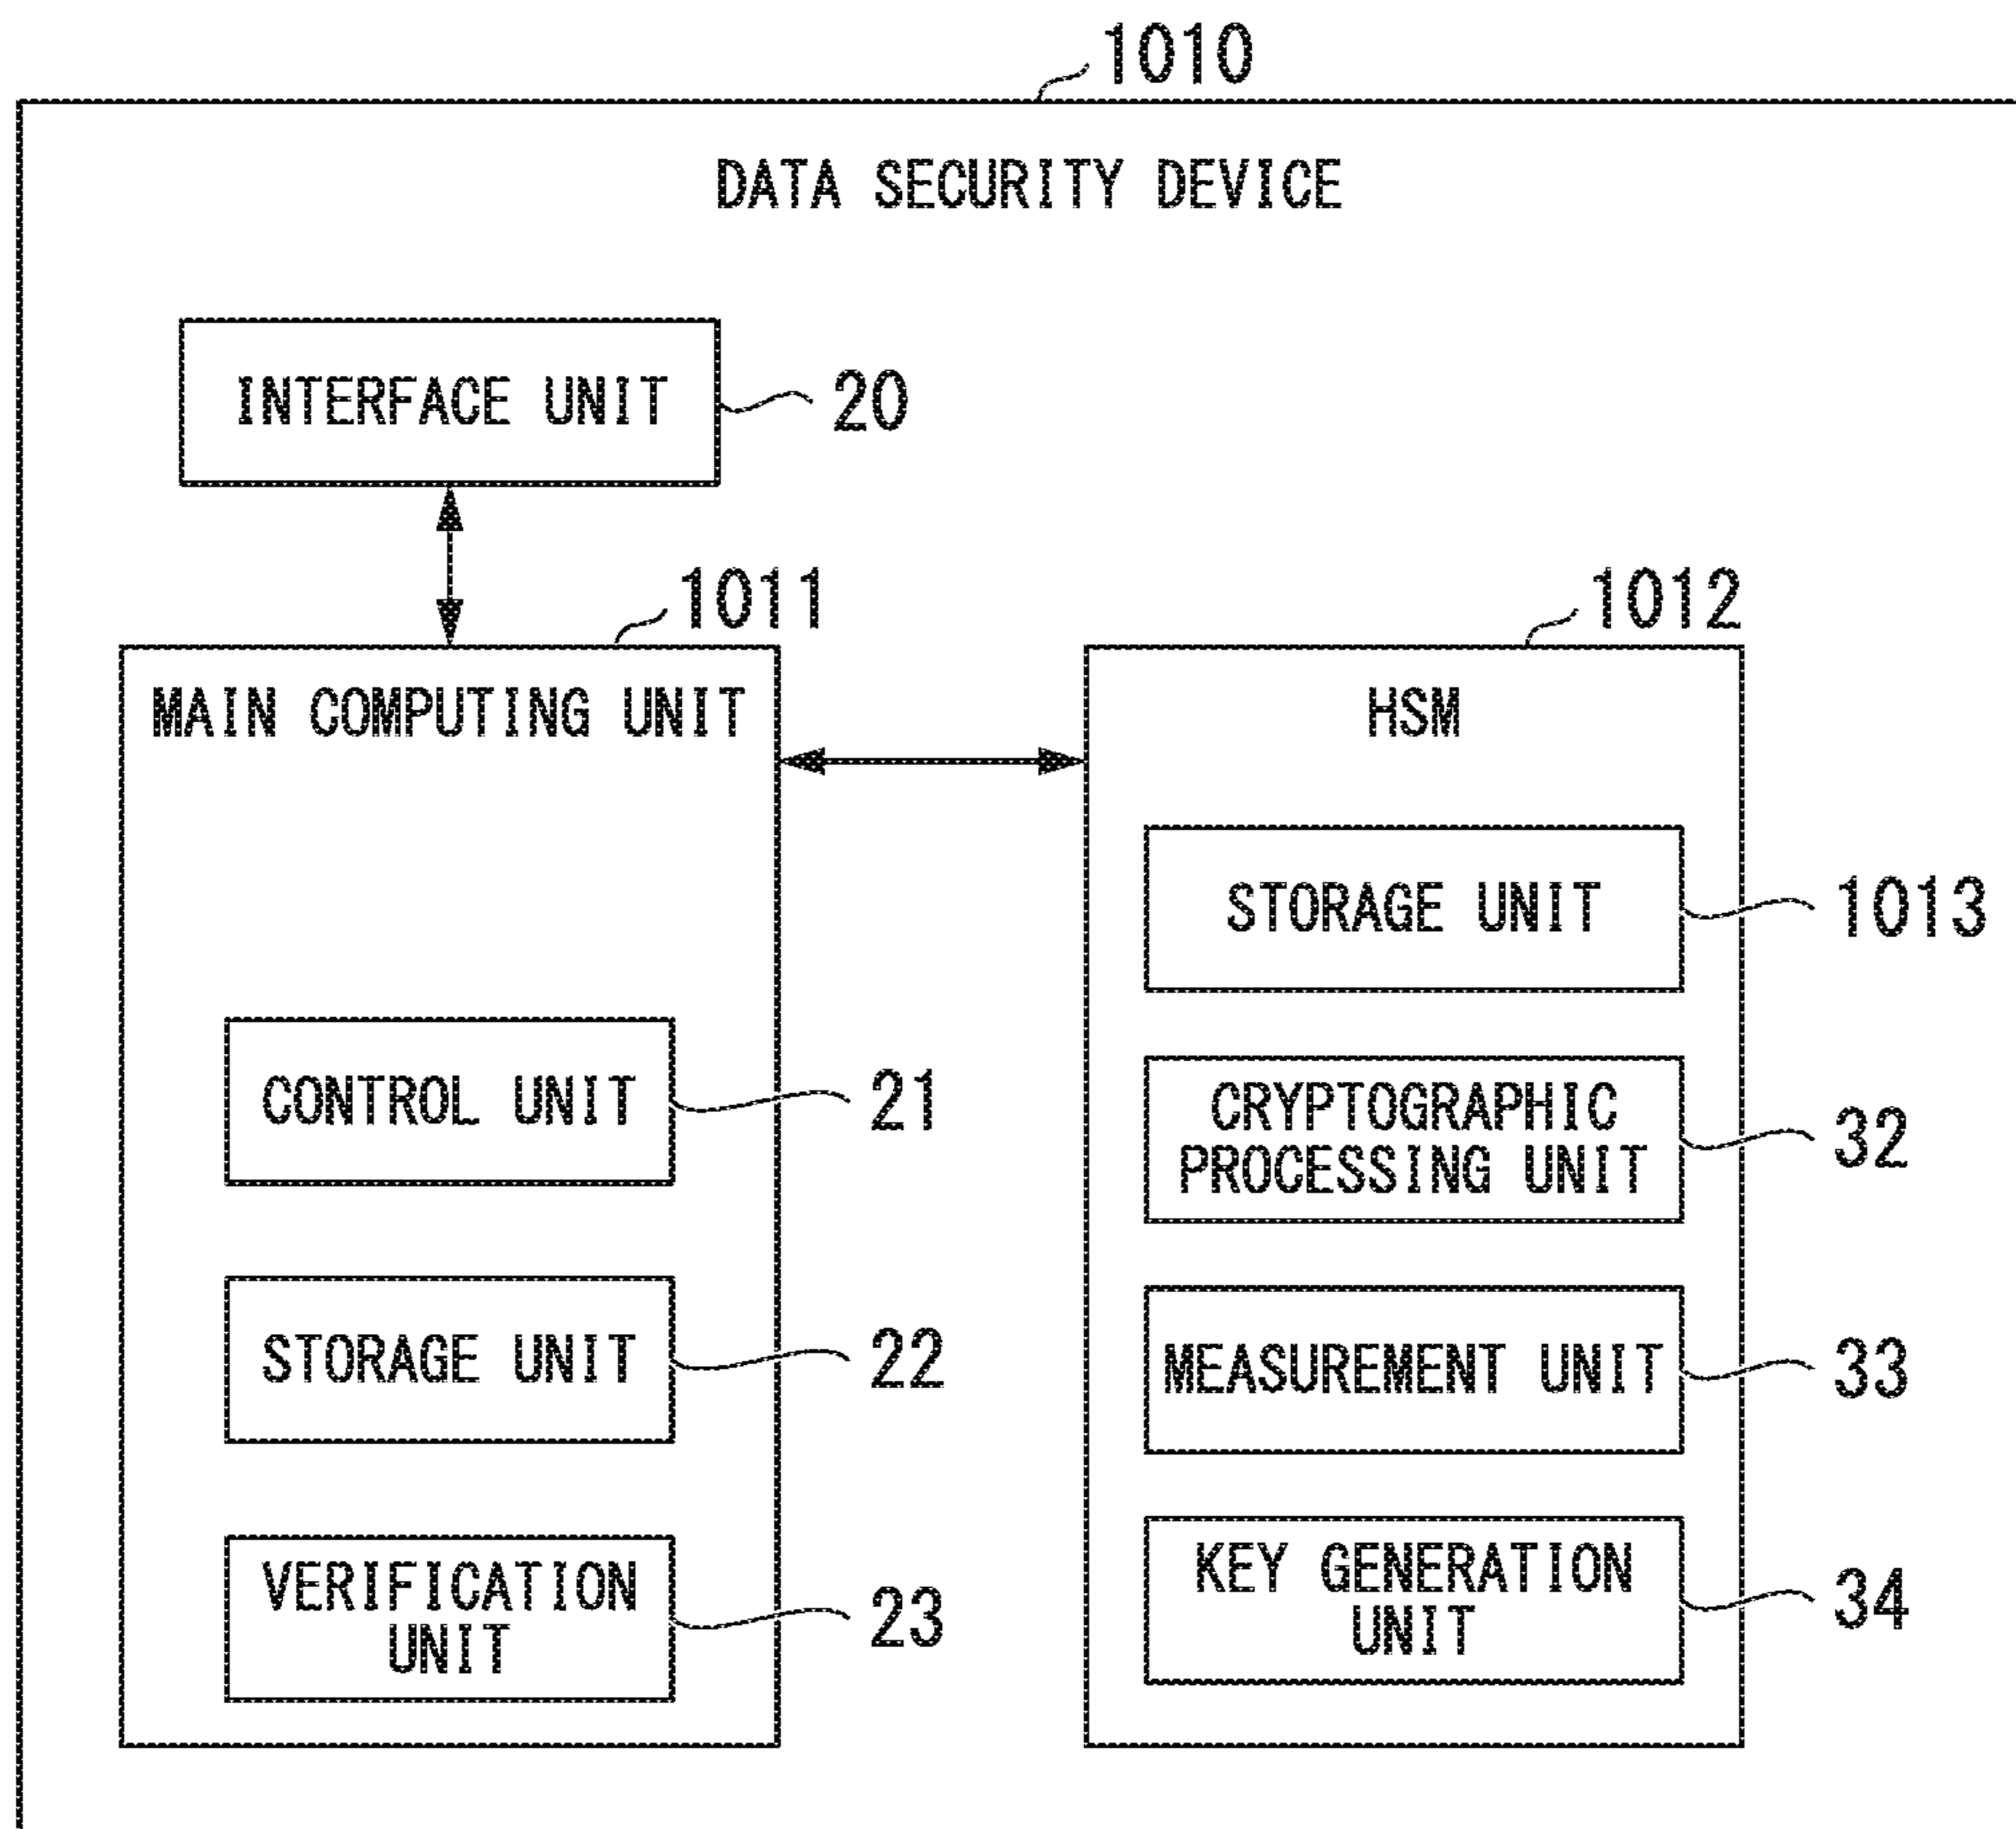 1010
DATA SECURITY DEVICE
INTERFACE UNIT
20
1011
MAIN COMPUTING UNIT
CONTROL UNIT
21
STORAGE UNIT
22
VERIFICATION
UNIT
23
1012
HSM
STORAGE UNIT
1013
CRYPTOGRAPHIC
PROCESSING UNIT
32
MEASUREMENT UNIT
33
KEY GENERATION
UNIT
34